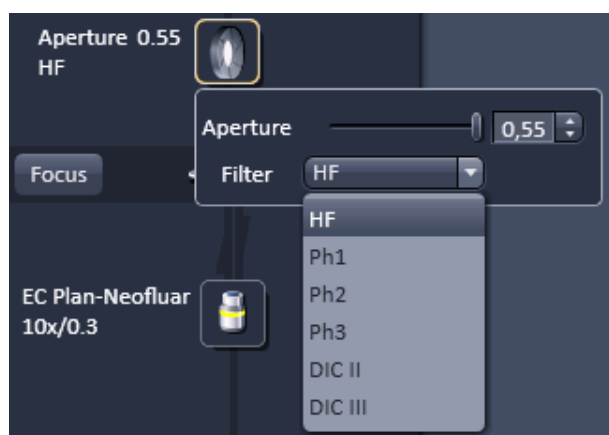 Aperture 0.55
HF
Aperture 0,55
Focus
Filter HF
HF
Ph1
Ph2
Ph3
DIC II
DIC III
EC Plan-Neofluar
10x/0.3